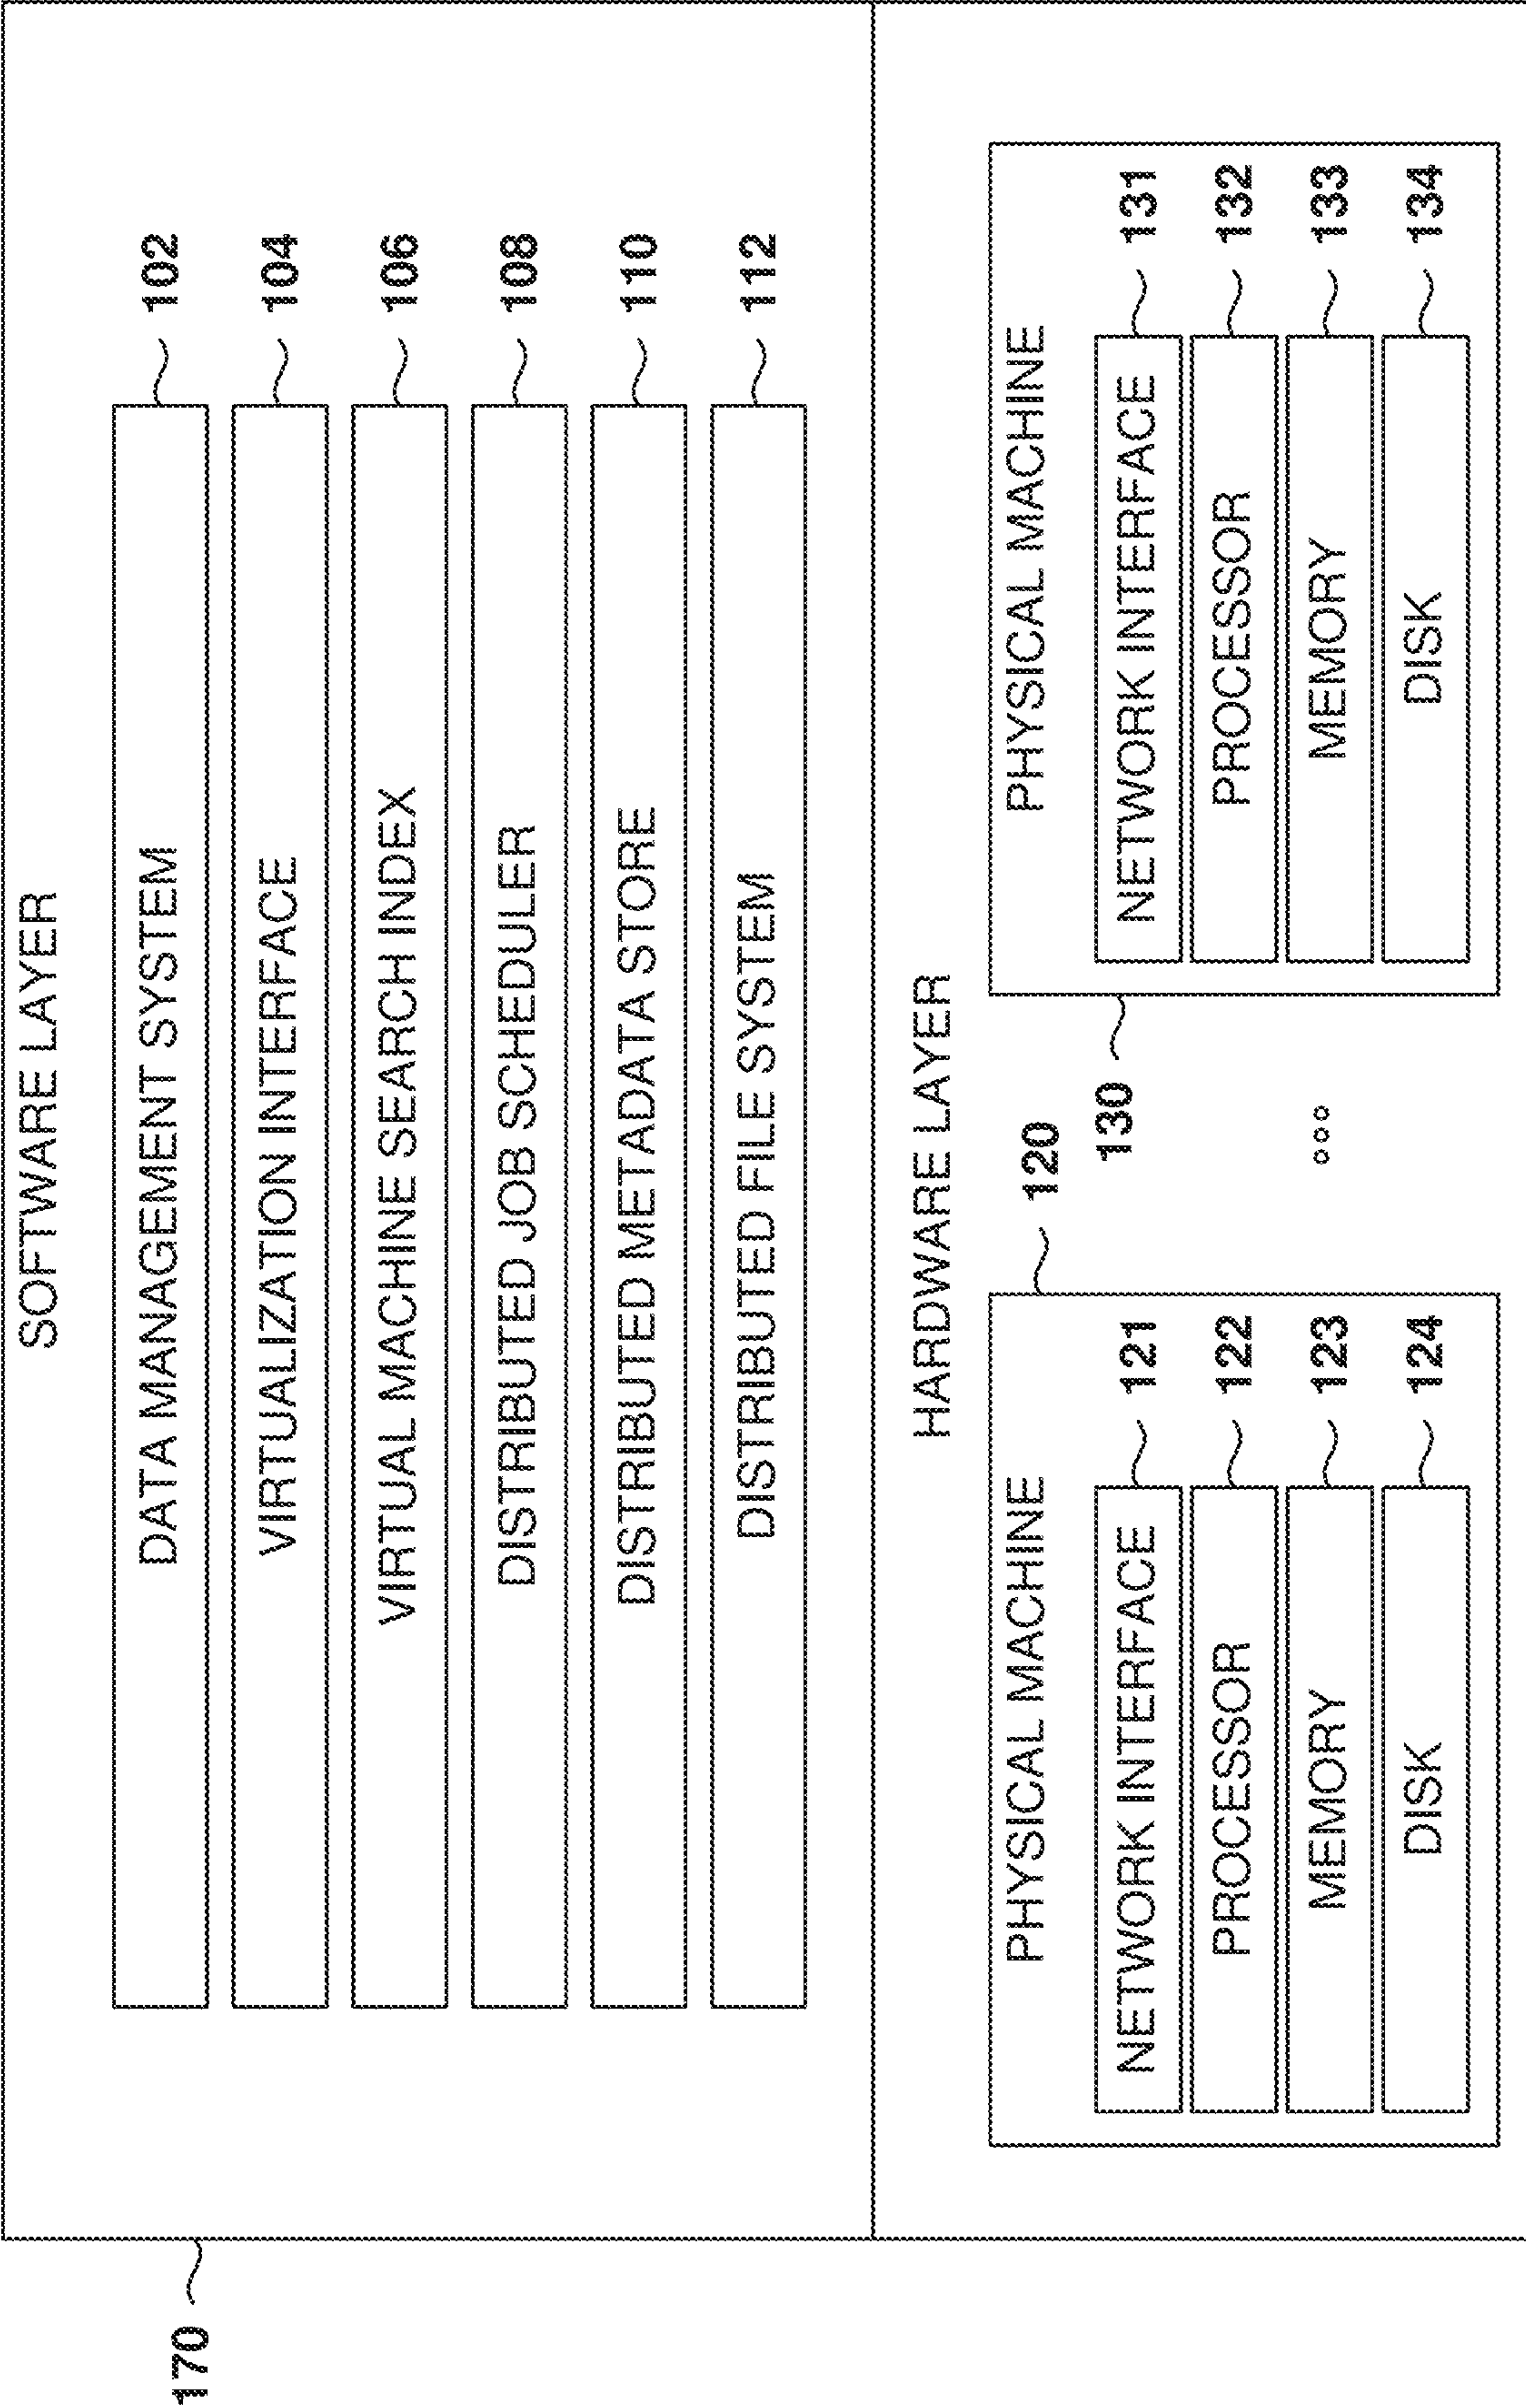 170
SOFTWARE LAYER
DATA MANAGEMENT SYSTEM 102
VIRTUALIZATION INTERFACE 104
VIRTUAL MACHINE SEARCH INDEX 106
DISTRIBUTED JOB SCHEDULER 108
DISTRIBUTED METADATA STORE 110
DISTRIBUTED FILE SYSTEM 112
HARDWARE LAYER
120
PHYSICAL MACHINE
NETWORK INTERFACE 121
PROCESSOR 122
MEMORY 123
DISK 124
130
PHYSICAL MACHINE
NETWORK INTERFACE 131
PROCESSOR 132
MEMORY 133
DISK 134